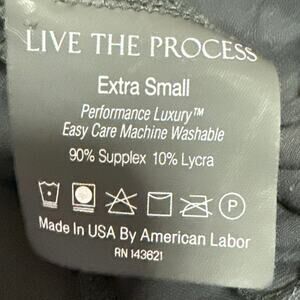 LIVE THE PROCESS
Extra Small
Performance Luxury™
Easy Care Machine Washable
90% Supplex 10% Lycra
P
Made In USA By American Labor
RN 143621